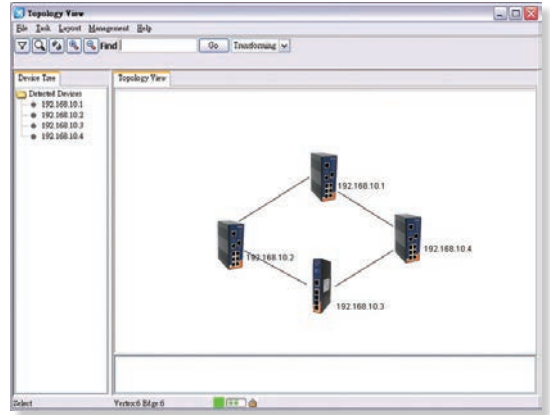 Topology View
File Task Layout Management Help
Find Go Transforming
Device Tree
Topology View
Detected Devices
192.168.10.1
192.168.10.2
192.168.10.3
192.168.10.4
192.168.10.1
192.168.10.2
192.168.10.4
192.168.10.3
Select Vertex:6 Edge:6